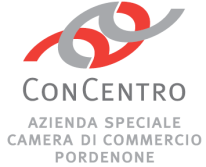 CONCENTRO
AZIENDA SPECIALE
CAMERA DI COMMERCIO
PORDENONE